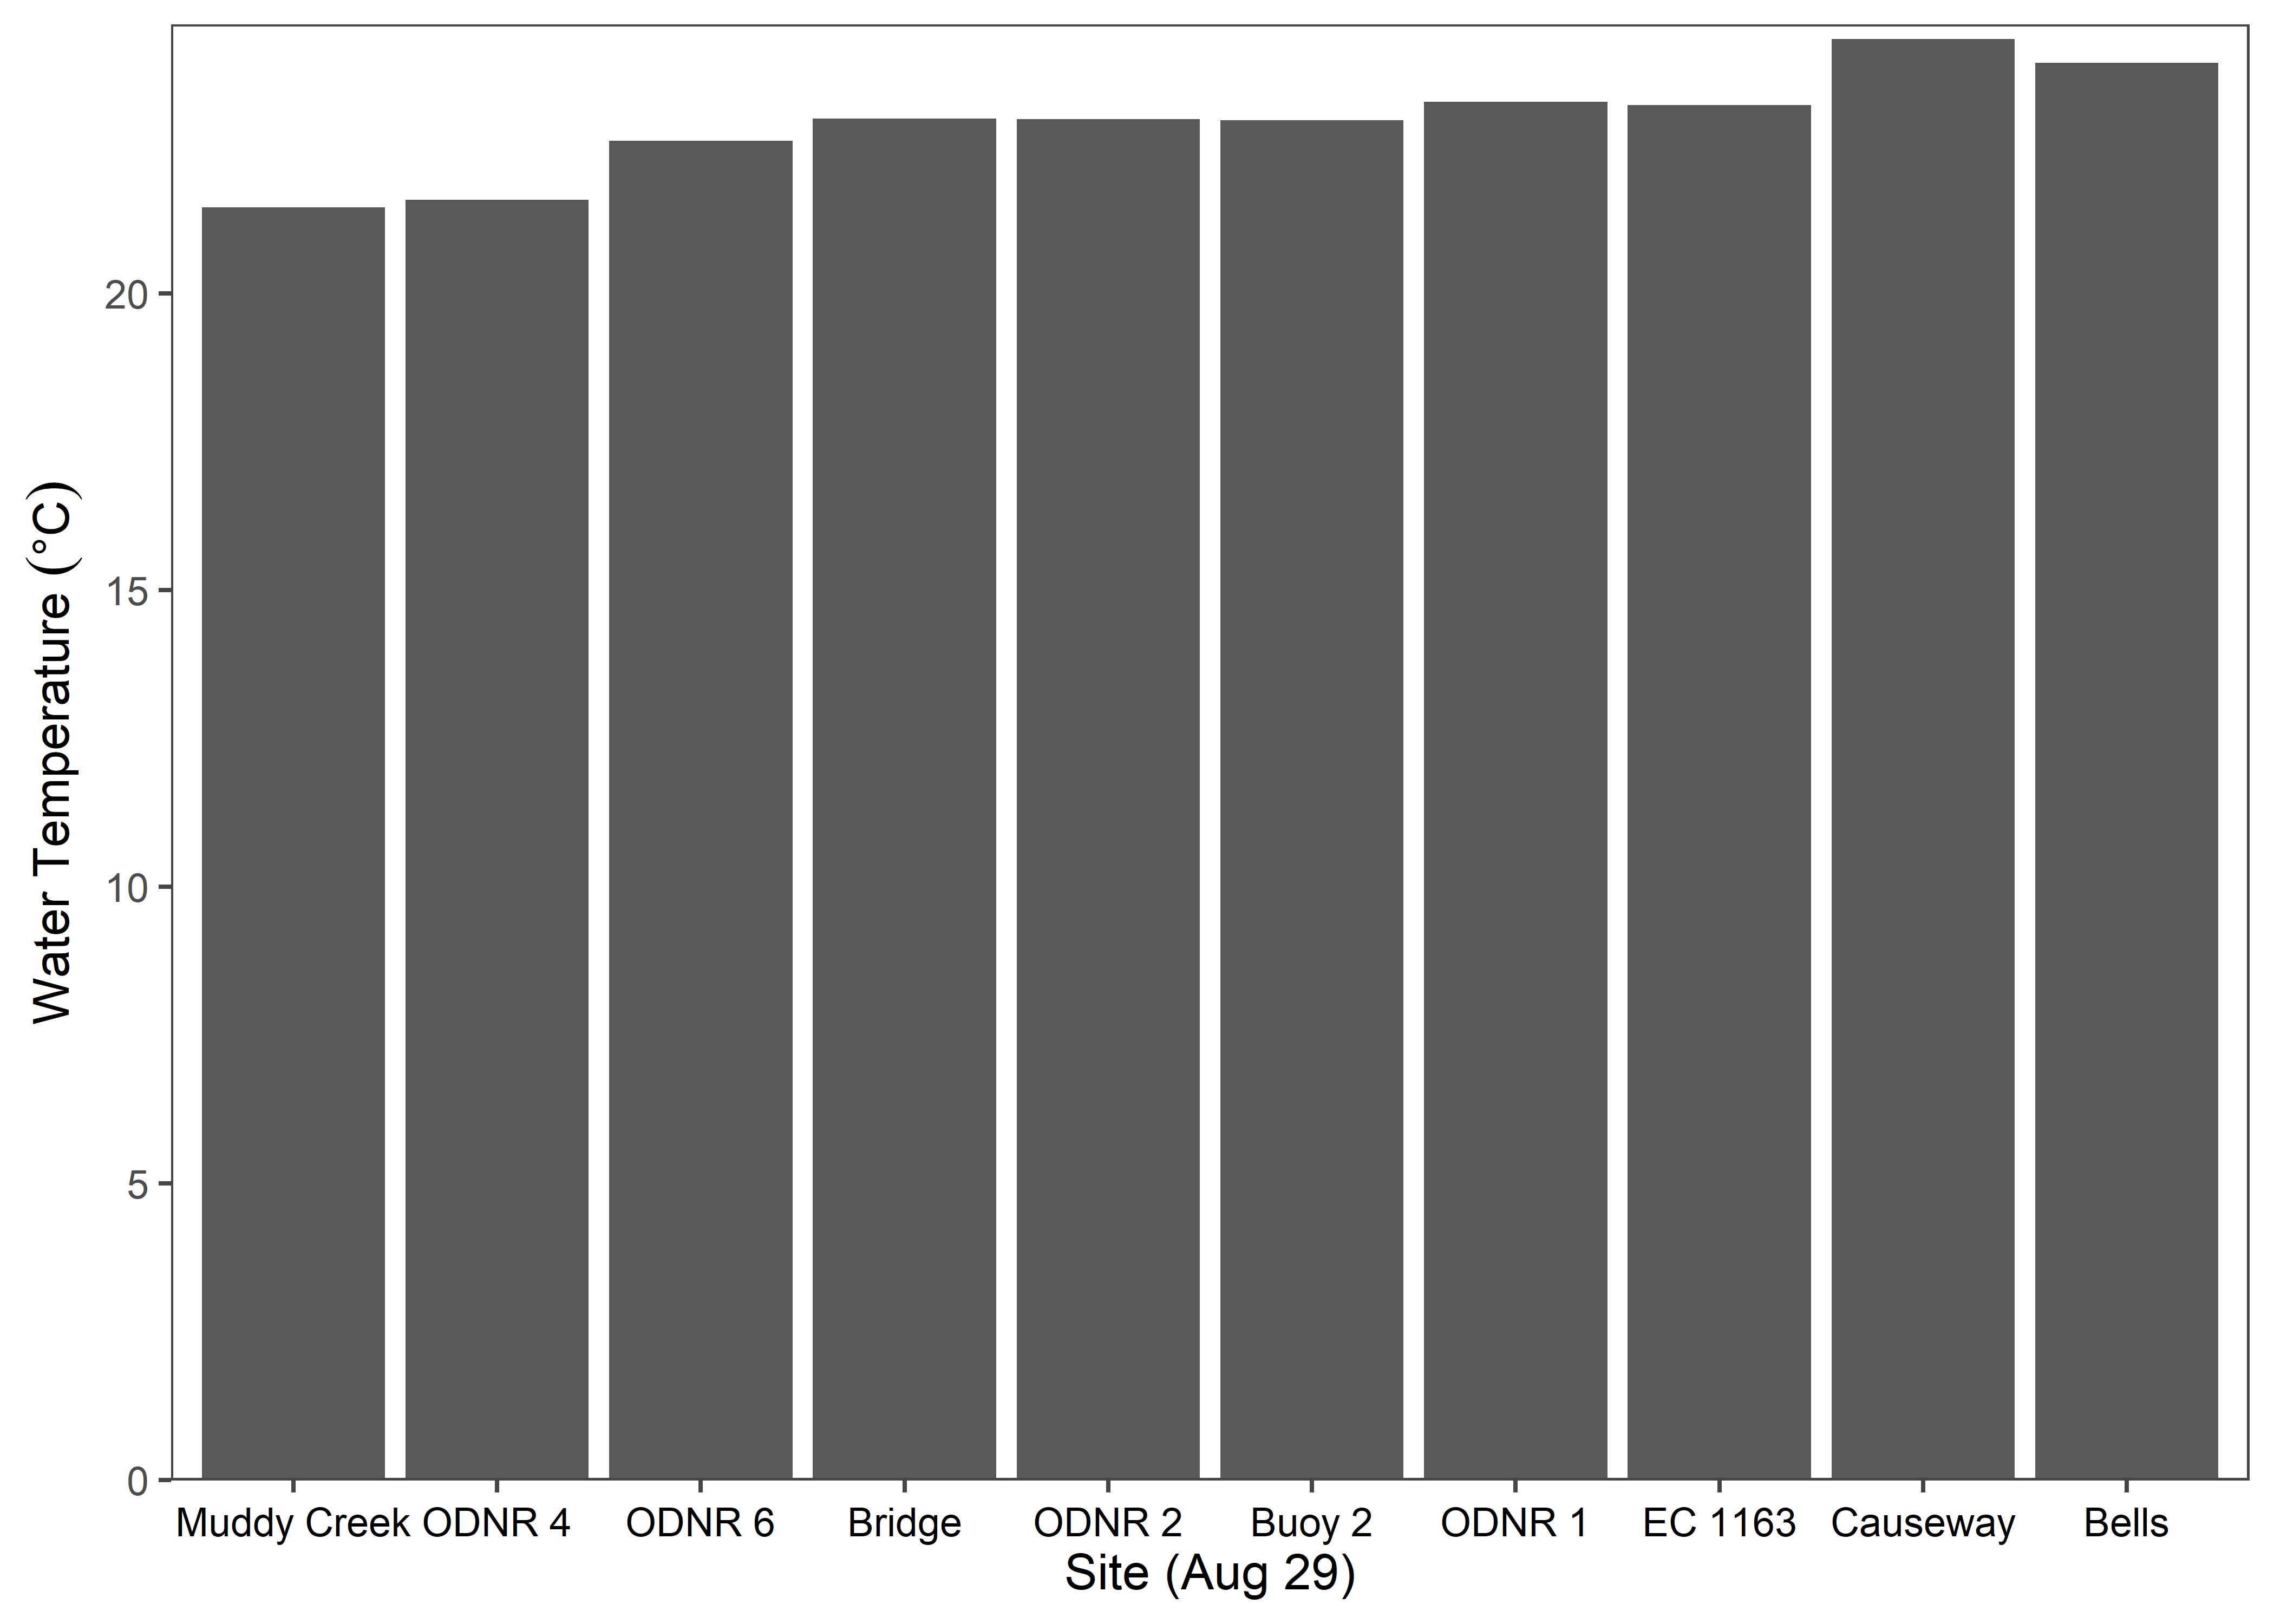 Water Temperature (°C)
20
15
10
5
0
Muddy Creek ODNR 4 ODNR 6 Bridge ODNR 2 Buoy 2 ODNR 1 EC 1163 Causeway Bells
Site (Aug 29)